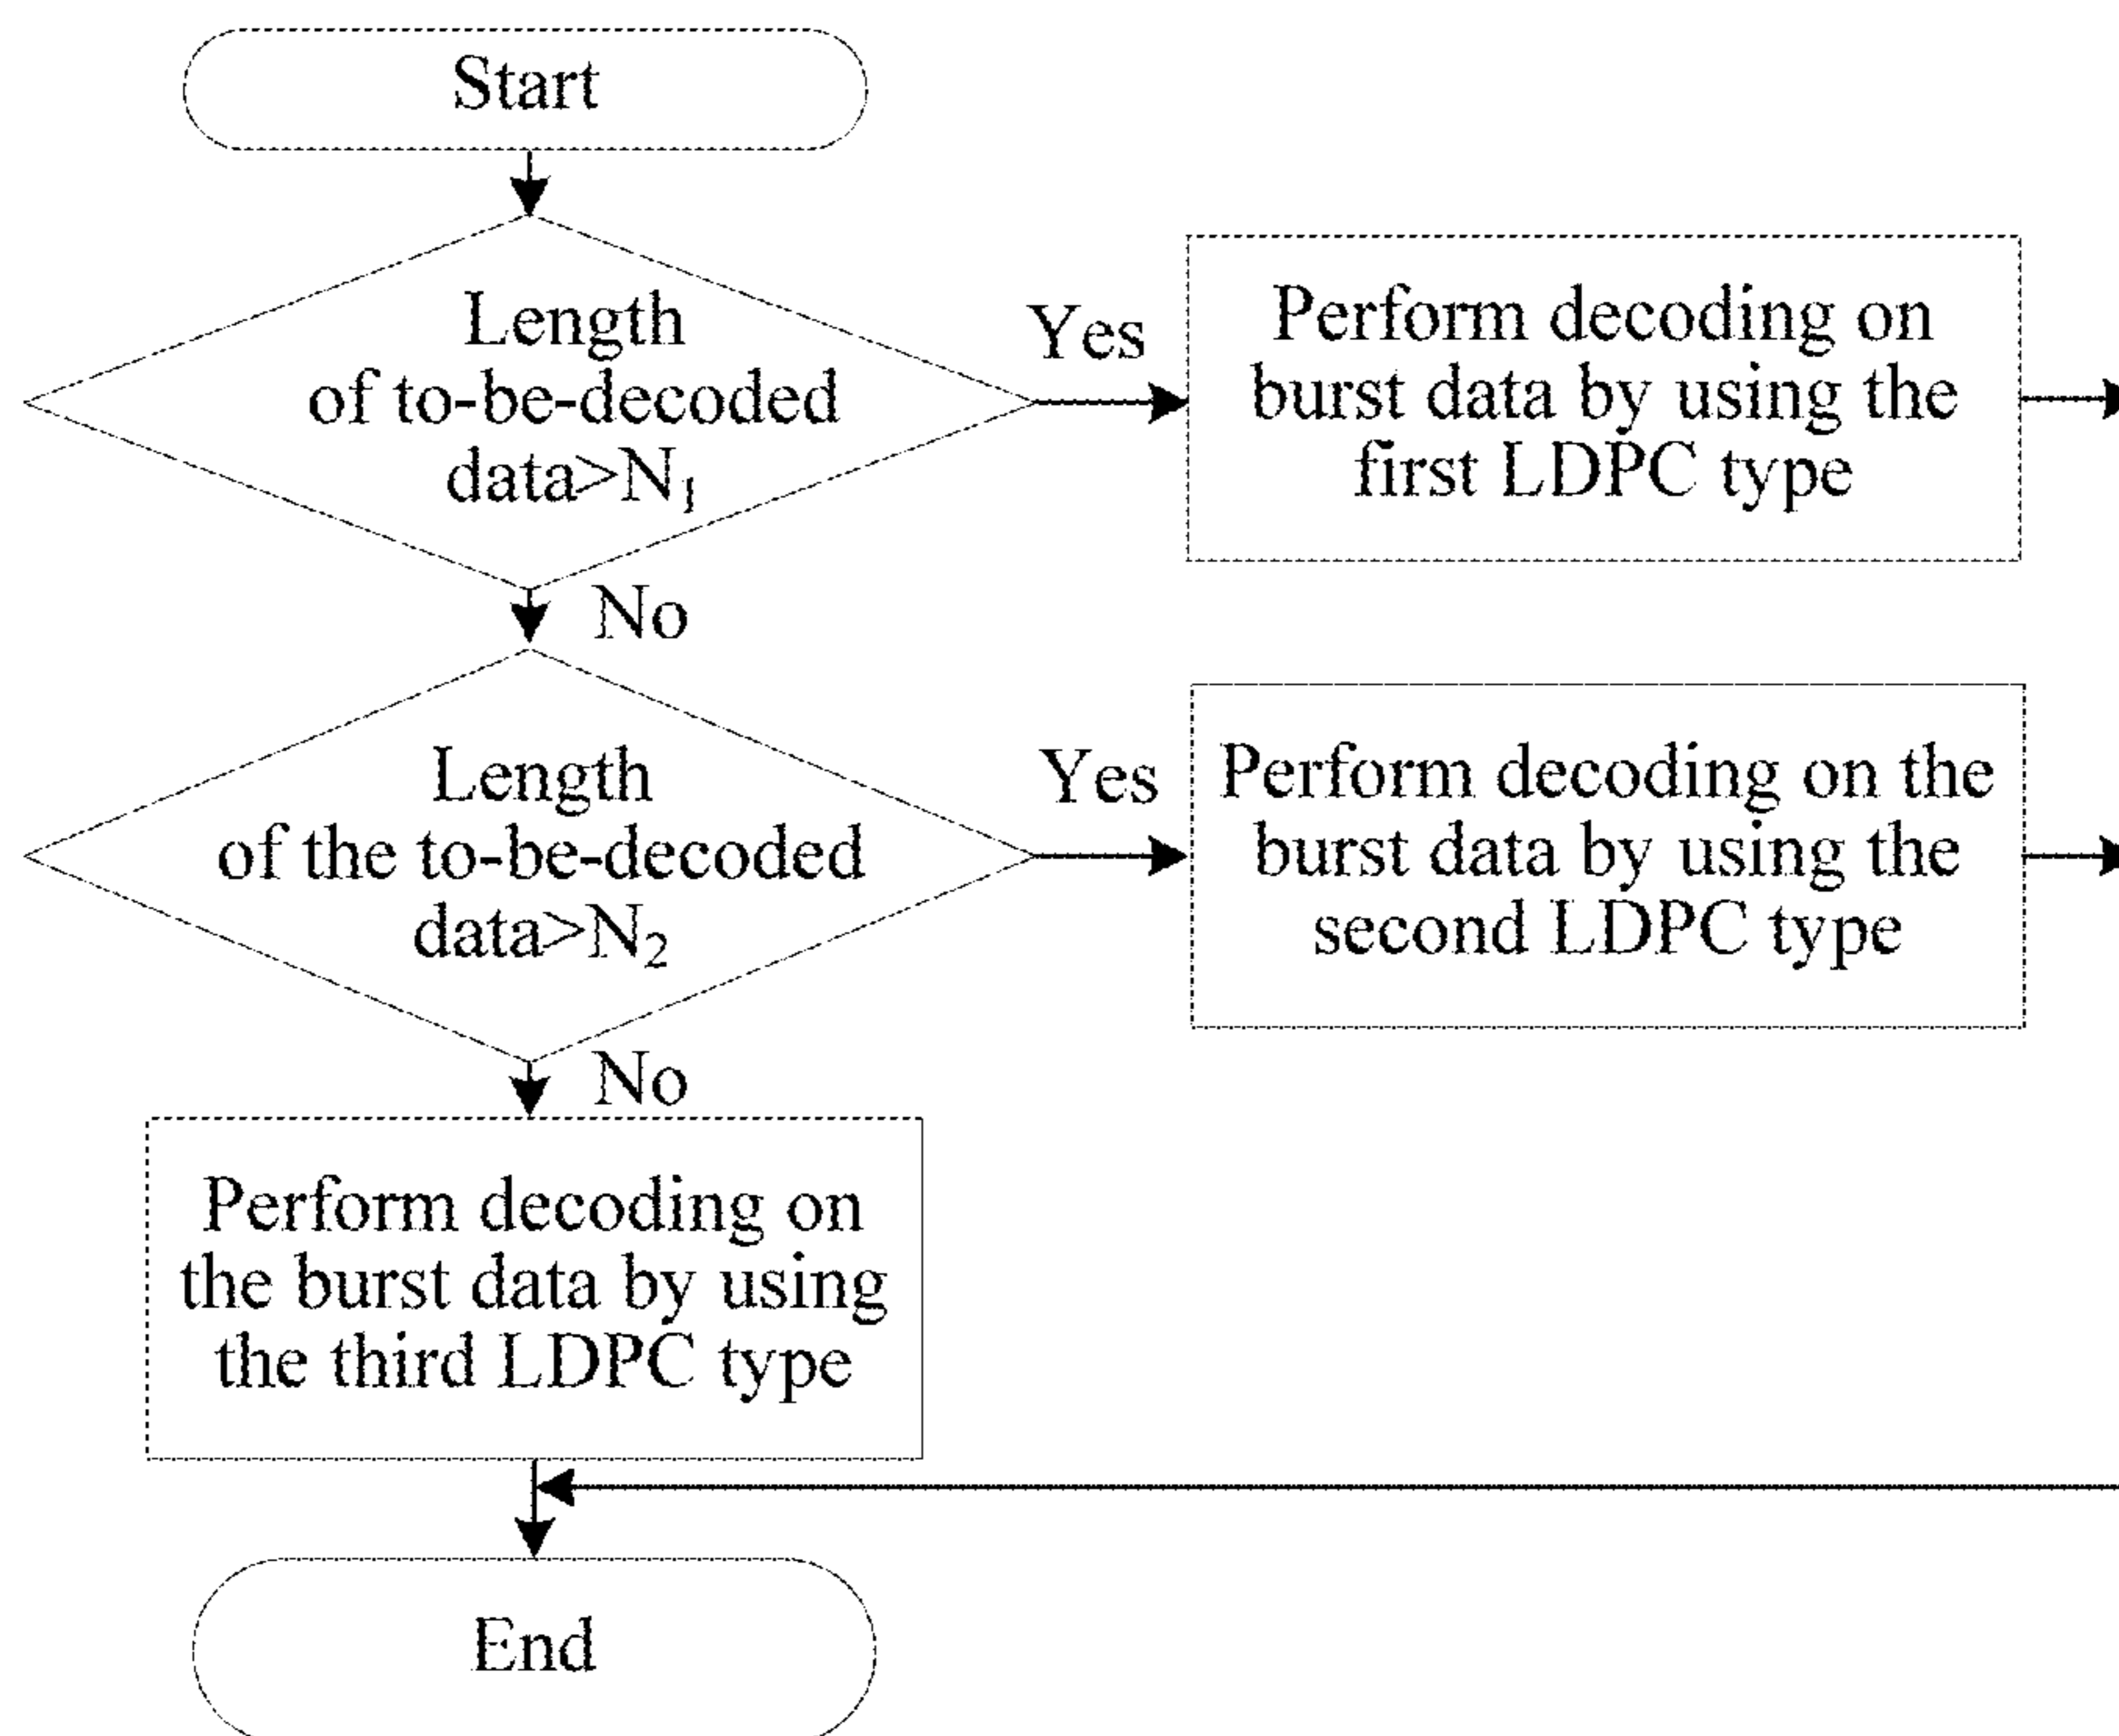 Start
Length
of to-be-decoded
data>N₁
Yes
Perform decoding on
burst data by using the
first LDPC type
No
Length
of the to-be-decoded
data>N₂
Yes
Perform decoding on the
burst data by using the
second LDPC type
No
Perform decoding on
the burst data by using
the third LDPC type
End